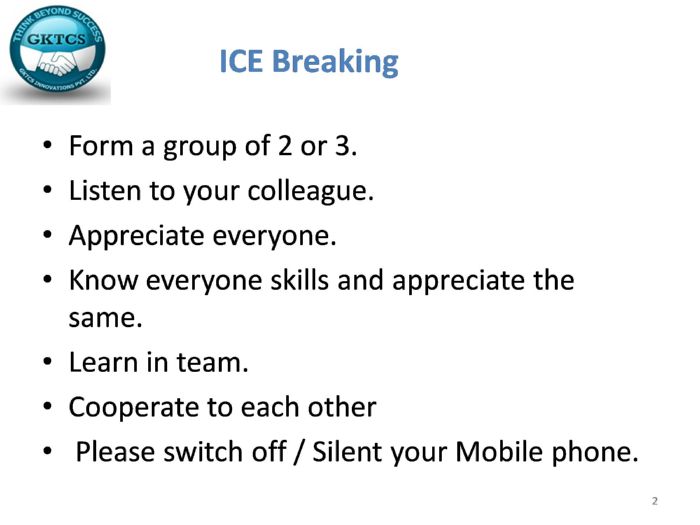 THINK BEYOND SUCCESS
GKTCS
GKTCS INNOVATIONS PVT. LTD.
ICE Breaking
• Form a group of 2 or 3.
• Listen to your colleague.
• Appreciate everyone.
• Know everyone skills and appreciate the
same.
• Learn in team.
• Cooperate to each other
• Please switch off / Silent your Mobile phone.
2